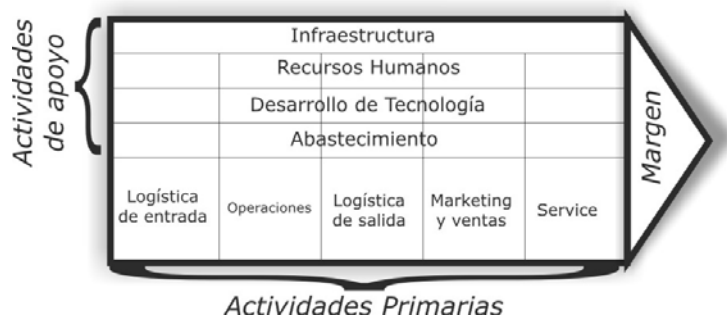 Actividades
de apoyo
Infraestructura
Recursos Humanos
Desarrollo de Tecnología
Abastecimiento
Logística
de entrada
Operaciones
Logística
de salida
Marketing
y ventas
Service
Margen
Actividades Primarias